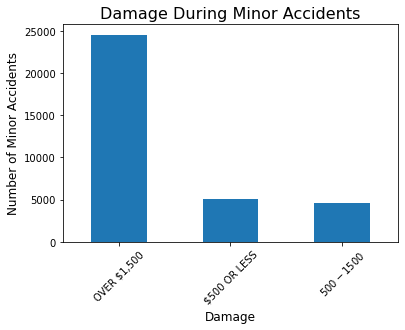 Damage During Minor Accidents
Number of Minor Accidents
25000
20000
15000
10000
5000
0
OVER $1,500
$500 OR LESS
500 − 1500
Damage